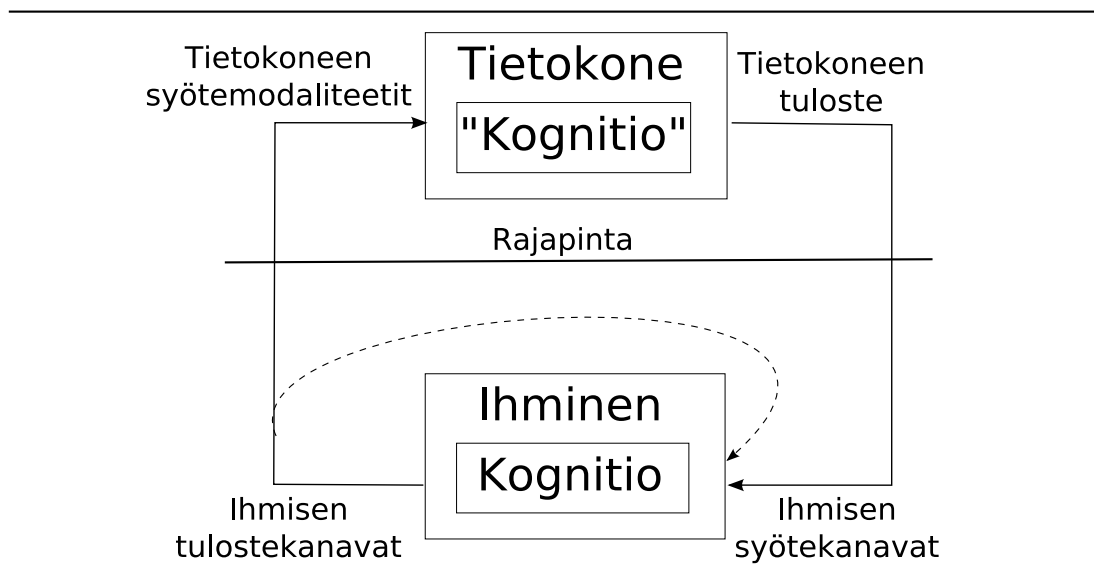 Tietokoneen
syötemodaliteetit
Tietokone
"Kognitio"
Tietokoneen
tuloste
Rajapinta
Ihminen
Kognitio
Ihmisen
tulostekanavat
Ihmisen
syötekanavat